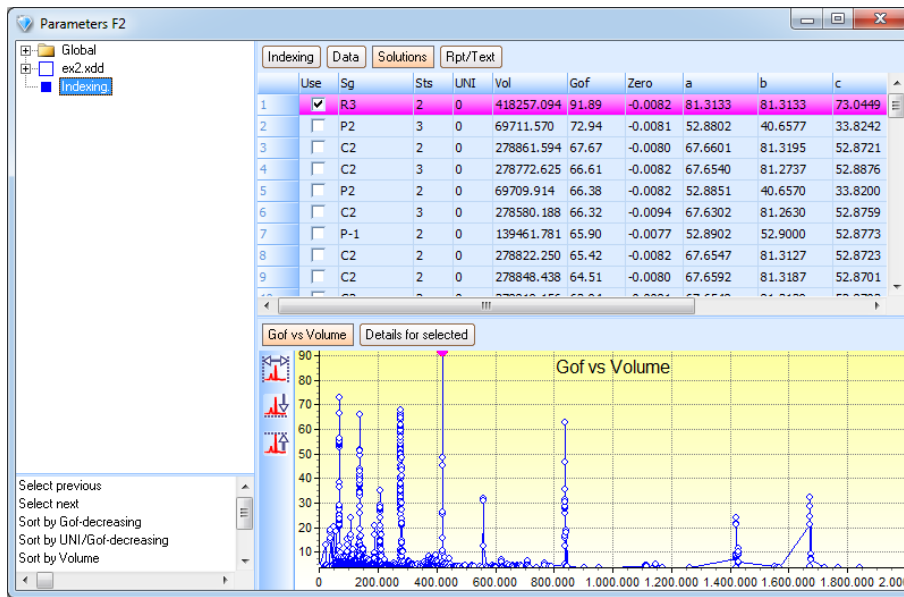 Parameters F2
Global
ex2.xdd
Indexing.
Indexing Data Solutions Rpt/Text
Use Sg Sts UNI Vol Gof Zero a b c
1 R3 2 0 418257.094 91.89 -0.0082 81.3133 81.3133 73.0449
2 P2 3 0 69711.570 72.94 -0.0081 52.8802 40.6577 33.8242
3 C2 2 0 278861.594 67.67 -0.0080 67.6601 81.3195 52.8721
4 C2 3 0 278772.625 66.61 -0.0082 67.6540 81.2737 52.8876
5 P2 2 0 69709.914 66.38 -0.0082 52.8851 40.6570 33.8200
6 C2 3 0 278580.188 66.32 -0.0094 67.6302 81.2630 52.8759
7 P-1 2 0 139461.781 65.90 -0.0077 52.8902 52.9000 52.8773
8 C2 2 0 278822.250 65.42 -0.0082 67.6547 81.3127 52.8723
9 C2 2 0 278848.438 64.51 -0.0080 67.6592 81.3187 52.8701
Gof vs Volume Details for selected
Gof vs Volume
90
80
70
60
50
40
30
20
10
0 200.000 400.000 600.000 800.000 1.000.000 1.200.000 1.400.000 1.600.000 1.800.000 2.000
Select previous
Select next
Sort by Gof-decreasing
Sort by UNI/Gof-decreasing
Sort by Volume